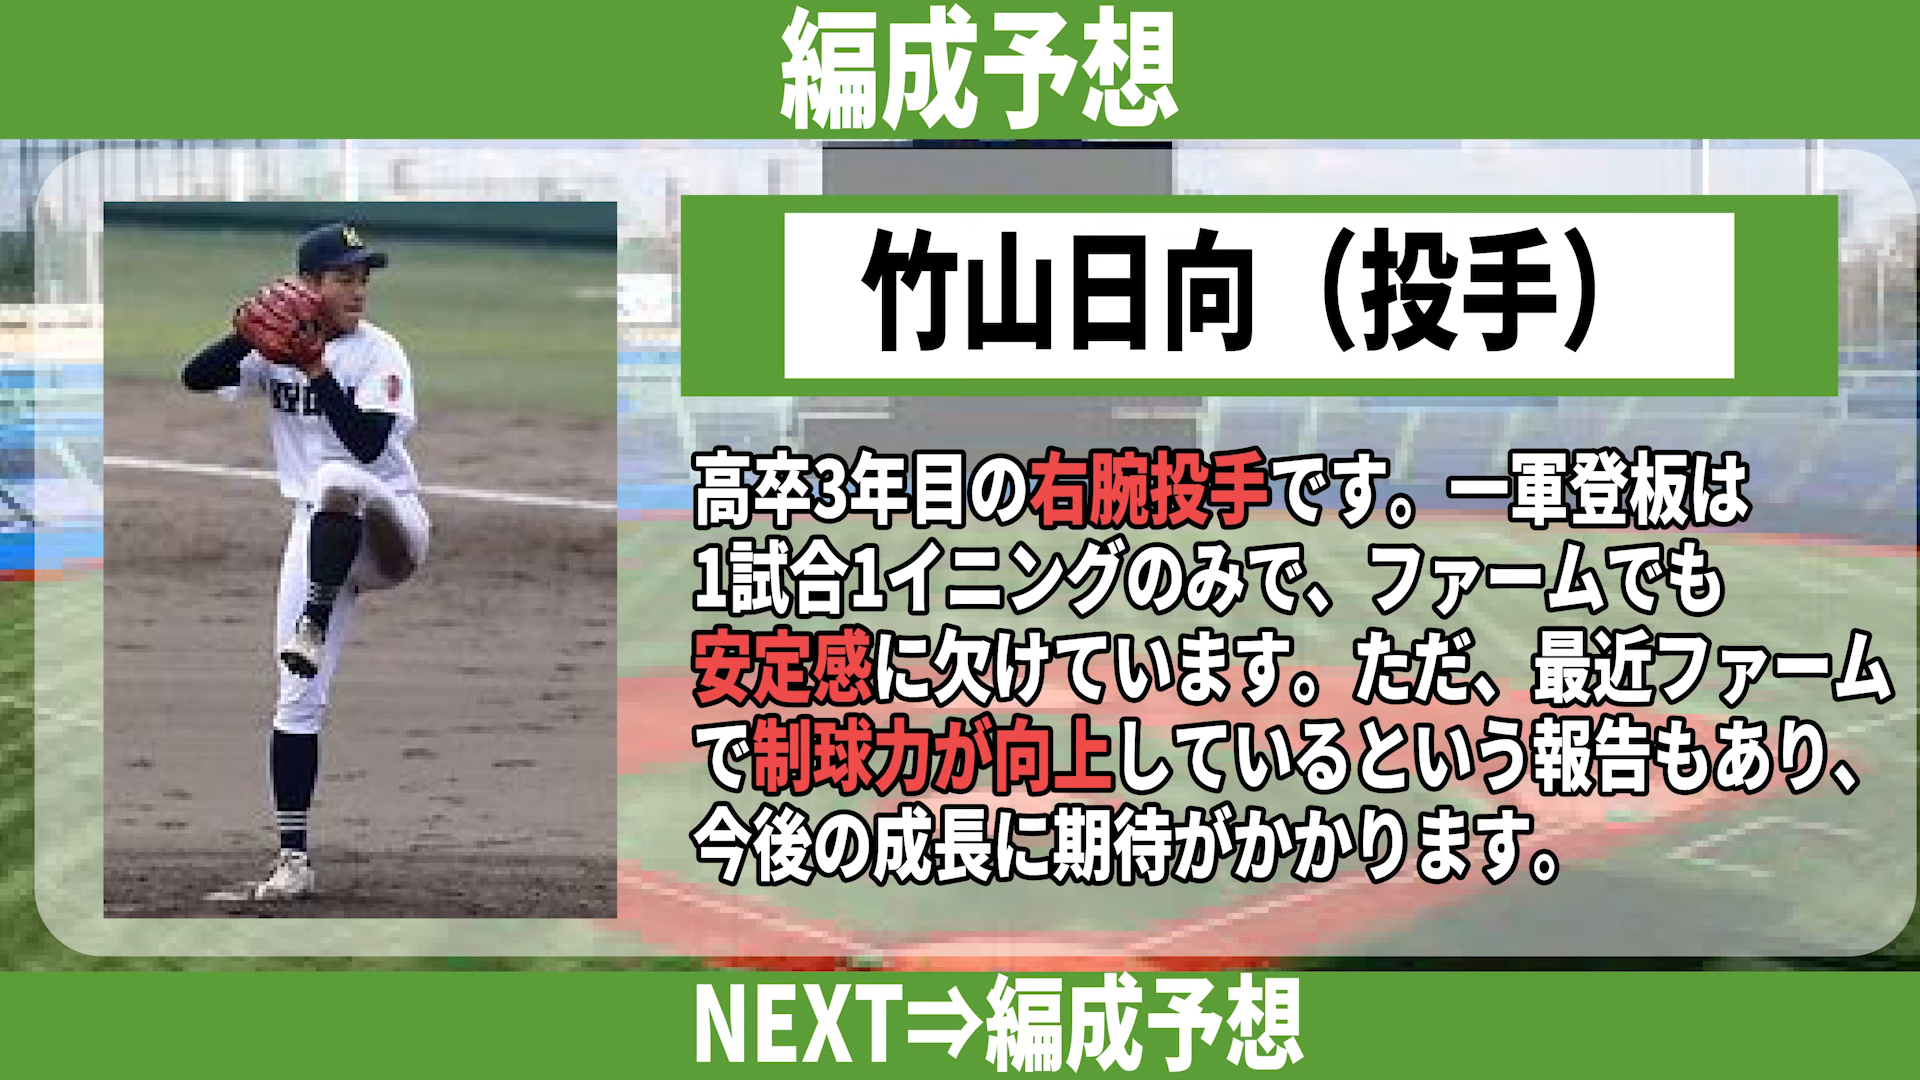 編成予想
竹山日向（投手）
高卒3年目の右腕投手です。一軍登板は
1試合1イニングのみで、ファームでも
安定感に欠けています。ただ、最近ファーム
で制球力が向上しているという報告もあり、
今後の成長に期待がかかります。
NEXT⇒編成予想